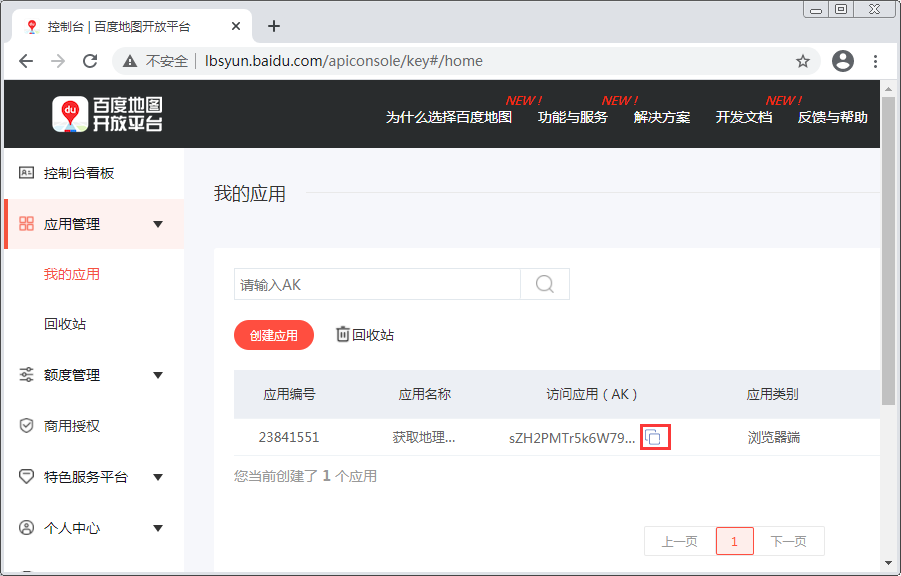 控制台 | 百度地图开放平台
不安全 lbsyun.baidu.com/apiconsole/key#/home
du 百度地图
开放平台
NEW ! NEW ! NEW !
为什么选择百度地图 功能与服务 解决方案 开发文档 反馈与帮助
控制台看板
应用管理
我的应用
回收站
额度管理
商用授权
特色服务平台
个人中心
我的应用
请输入AK
创建应用 回收站
应用编号 应用名称 访问应用（AK） 应用类别
23841551 获取地理... sZH2PMTr5k6W79... 浏览器端
您当前创建了 1 个应用
上一页 1 下一页